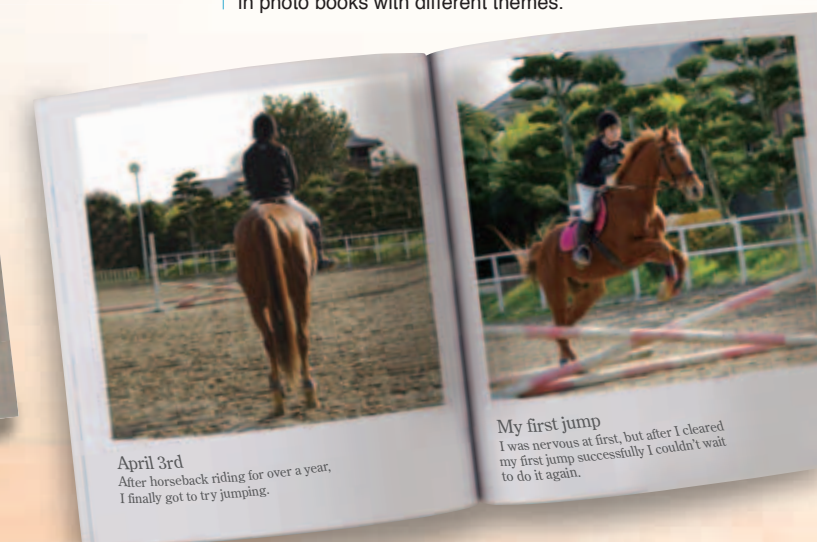 in photo books with different themes.
April 3rd
After horseback riding for over a year,
I finally got to try jumping.
My first jump
I was nervous at first, but after I cleared
my first jump successfully I couldn't wait
to do it again.